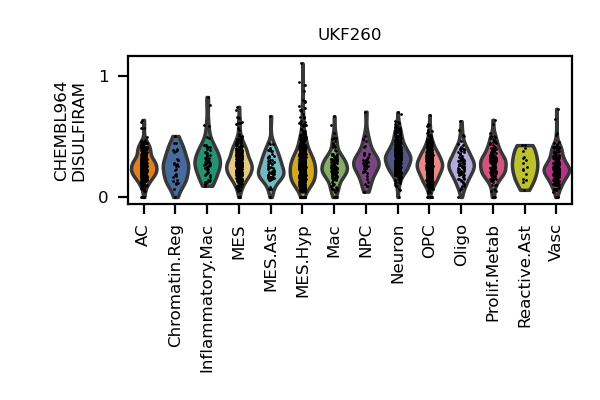 UKF260
CHEMBL964
DISULFIRAM
1
0
AC
Chromatin.Reg
Inflammatory.Mac
MES
MES.Ast
MES.Hyp
Mac
NPC
Neuron
OPC
Oligo
Prolif.Metab
Reactive.Ast
Vasc